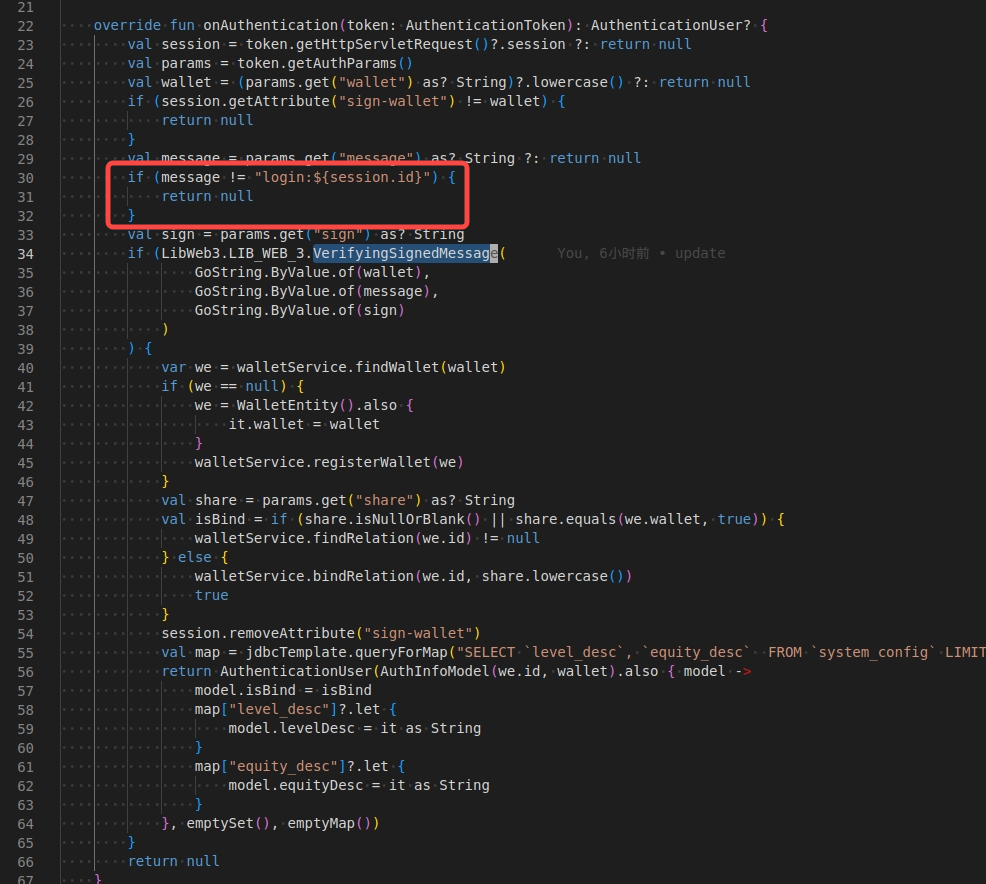 21
22 override fun onAuthentication(token: AuthenticationToken): AuthenticationUser? {
23 val session = token.getHttpServletRequest()?.session ?: return null
24 val params = token.getAuthParams()
25 val wallet = (params.get("wallet") as? String)?.lowercase() ?: return null
26 if (session.getAttribute("sign-wallet") != wallet) {
27 return null
28 }
29 val message = params.get("message") as? String ?: return null
30 if (message != "login:${session.id}") {
31 return null
32 }
33 val sign = params.get("sign") as? String
34 if (LibWeb3.LIB_WEB_3.VerifyingSignedMessage( You, 6小时前 • update
35 GoString.ByValue.of(wallet),
36 GoString.ByValue.of(message),
37 GoString.ByValue.of(sign)
38 )
39 ) {
40 var we = walletService.findWallet(wallet)
41 if (we == null) {
42 we = WalletEntity().also {
43 it.wallet = wallet
44 }
45 walletService.registerWallet(we)
46 }
47 val share = params.get("share") as? String
48 val isBind = if (share.isNullOrBlank() || share.equals(we.wallet, true)) {
49 walletService.findRelation(we.id) != null
50 } else {
51 walletService.bindRelation(we.id, share.lowercase())
52 true
53 }
54 session.removeAttribute("sign-wallet")
55 val map = jdbcTemplate.queryForMap("SELECT `level_desc`, `equity_desc`  FROM `system_config` LIMIT
56 return AuthenticationUser(AuthInfoModel(we.id, wallet).also { model ->
57 model.isBind = isBind
58 map["level_desc"]?.let {
59 model.levelDesc = it as String
60 }
61 map["equity_desc"]?.let {
62 model.equityDesc = it as String
63 }
64 }, emptySet(), emptyMap())
65 }
66 return null
67 }